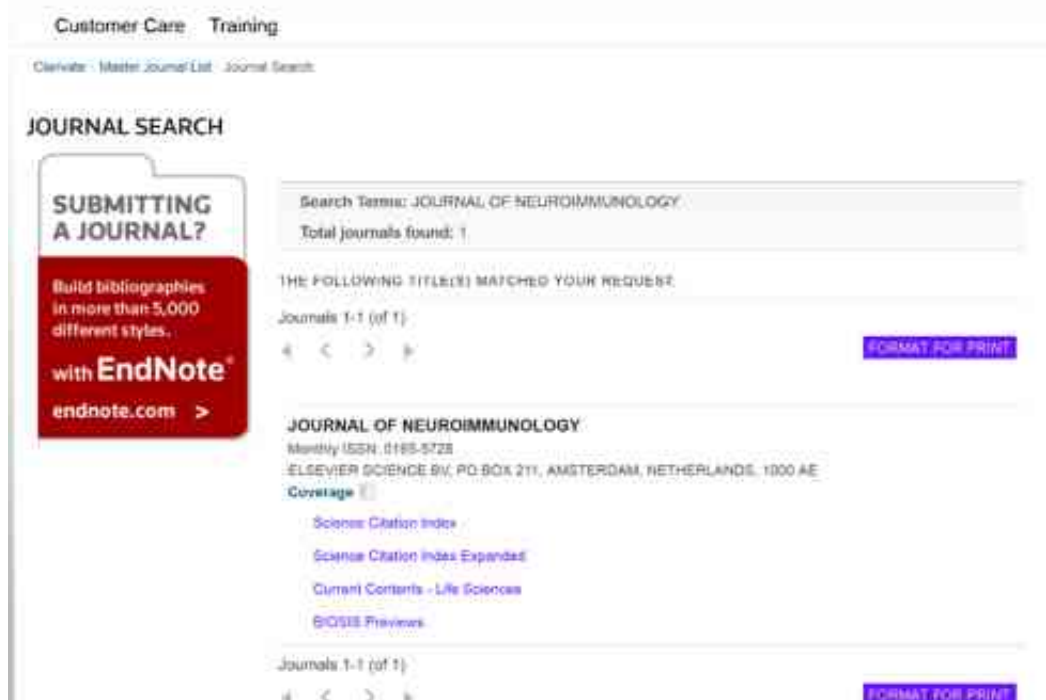 Customer Care Training
Clarivate Master Journal List Journal Search
JOURNAL SEARCH
SUBMITTING
A JOURNAL?
Build bibliographies
in more than 5,000
different styles.
with EndNote®
endnote.com >
Search Terms: JOURNAL OF NEUROIMMUNOLOGY
Total journals found: 1
THE FOLLOWING TITLE(S) MATCHED YOUR REQUEST
Journals 1-1 (of 1)
FORMAT FOR PRINT
JOURNAL OF NEUROIMMUNOLOGY
Monthly ISSN: 0165-5728
ELSEVIER SCIENCE BV, PO BOX 211, AMSTERDAM, NETHERLANDS, 1000 AE
Coverage
Science Citation Index
Science Citation Index Expanded
Current Contents - Life Sciences
BIOSIS Previews
Journals 1-1 (of 1)
FORMAT FOR PRINT